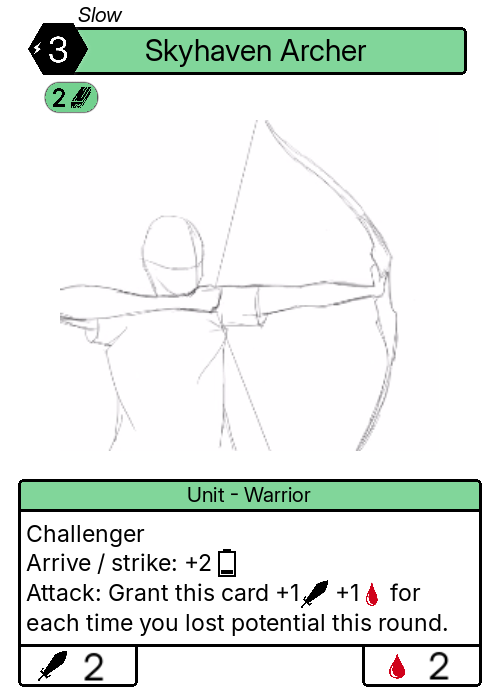 Slow
3
Skyhaven Archer
2
Unit - Warrior
Challenger
Arrive / strike: +2
Attack: Grant this card +1 +1 for
each time you lost potential this round.
2
2